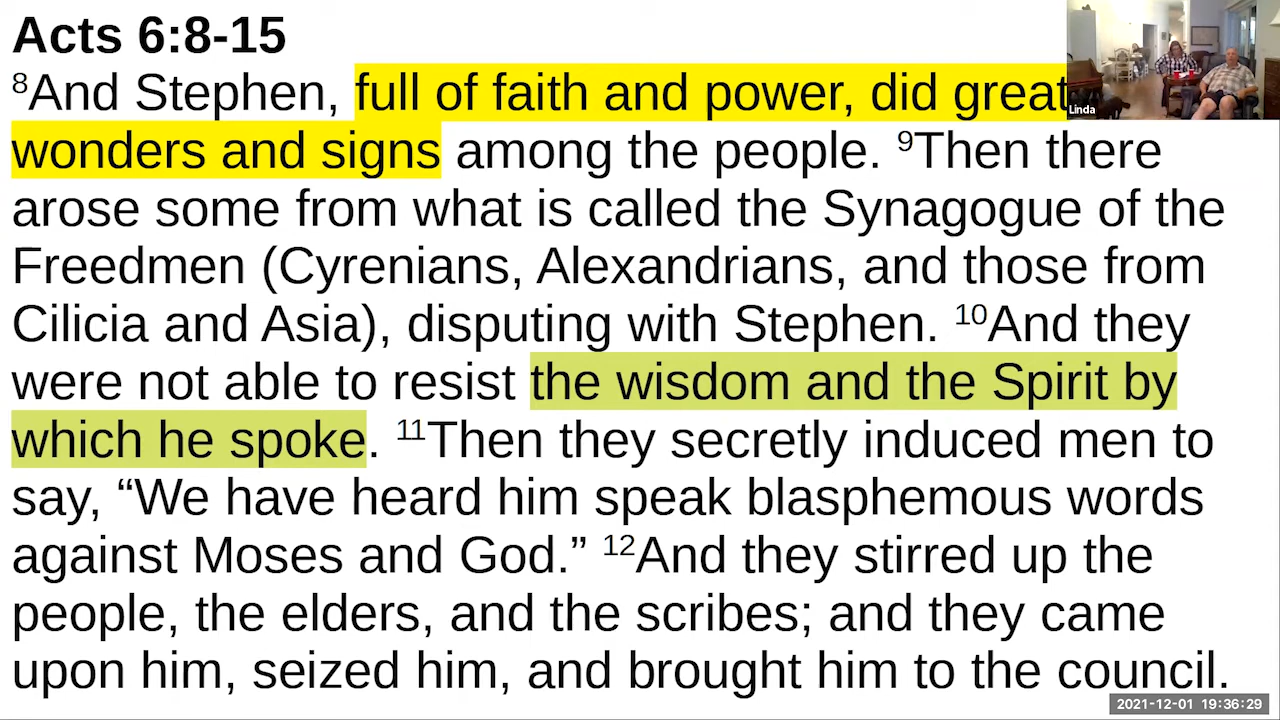 Acts 6:8-15
8And Stephen, full of faith and power, did great
wonders and signs among the people. 9Then there
arose some from what is called the Synagogue of the
Freedmen (Cyrenians, Alexandrians, and those from
Cilicia and Asia), disputing with Stephen. 10And they
were not able to resist the wisdom and the Spirit by
which he spoke. 11Then they secretly induced men to
say, “We have heard him speak blasphemous words
against Moses and God.” 12And they stirred up the
people, the elders, and the scribes; and they came
upon him, seized him, and brought him to the council.
Linda
2021-12-01 19:36:29